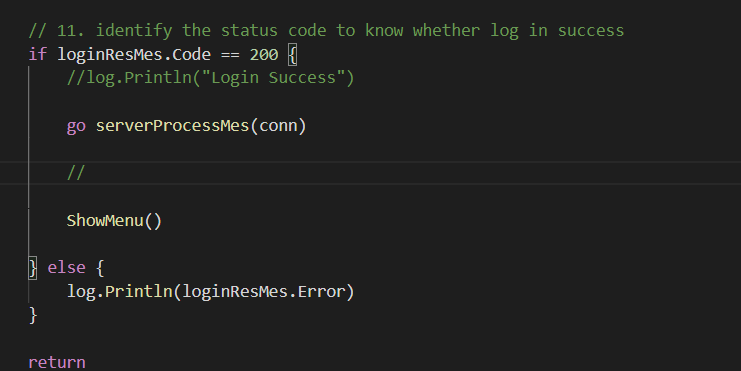 // 11. identify the status code to know whether log in success
if loginResMes.Code == 200 {
//log.Println("Login Success")
go serverProcessMes(conn)
//
ShowMenu()
} else {
log.Println(loginResMes.Error)
}
return